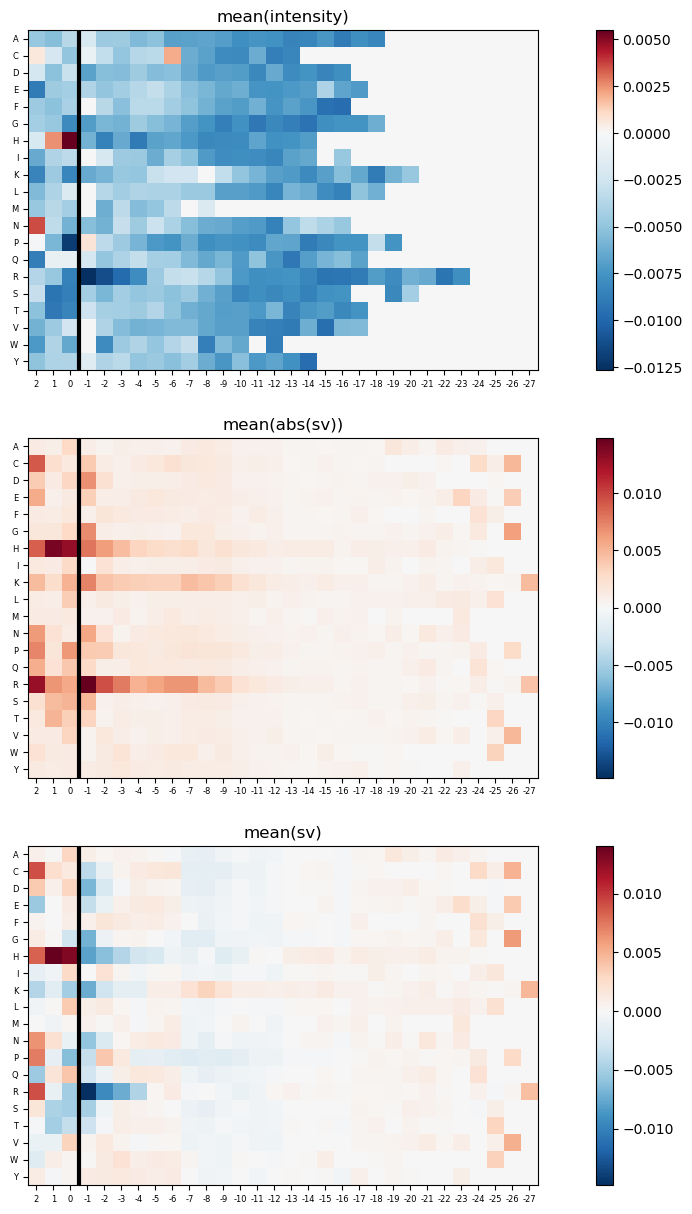 mean(intensity)
A
C
D
E
F
G
H
I
K
L
M
N
P
Q
R
S
T
V
W
Y
2 1 0 -1 -2 -3 -4 -5 -6 -7 -8 -9 -10 -11 -12 -13 -14 -15 -16 -17 -18 -19 -20 -21 -22 -23 -24 -25 -26 -27
0.0050
0.0025
0.0000
−0.0025
−0.0050
−0.0075
−0.0100
−0.0125
mean(abs(sv))
A
C
D
E
F
G
H
I
K
L
M
N
P
Q
R
S
T
V
W
Y
2 1 0 -1 -2 -3 -4 -5 -6 -7 -8 -9 -10 -11 -12 -13 -14 -15 -16 -17 -18 -19 -20 -21 -22 -23 -24 -25 -26 -27
0.010
0.005
0.000
−0.005
−0.010
mean(sv)
A
C
D
E
F
G
H
I
K
L
M
N
P
Q
R
S
T
V
W
Y
2 1 0 -1 -2 -3 -4 -5 -6 -7 -8 -9 -10 -11 -12 -13 -14 -15 -16 -17 -18 -19 -20 -21 -22 -23 -24 -25 -26 -27
0.010
0.005
0.000
−0.005
−0.010